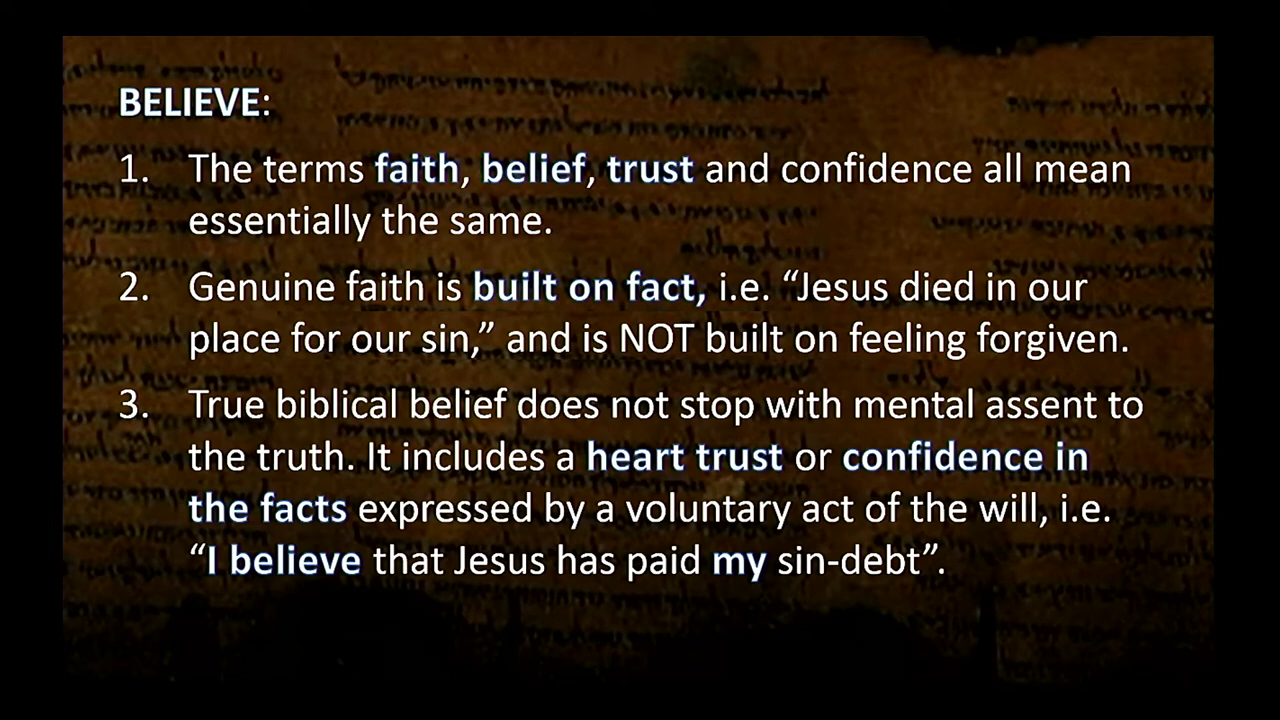 BELIEVE:
1. The terms faith, belief, trust and confidence all mean
essentially the same.
2. Genuine faith is built on fact, i.e. “Jesus died in our
place for our sin,” and is NOT built on feeling forgiven.
3. True biblical belief does not stop with mental assent to
the truth. It includes a heart trust or confidence in
the facts expressed by a voluntary act of the will, i.e.
“I believe that Jesus has paid my sin-debt”.